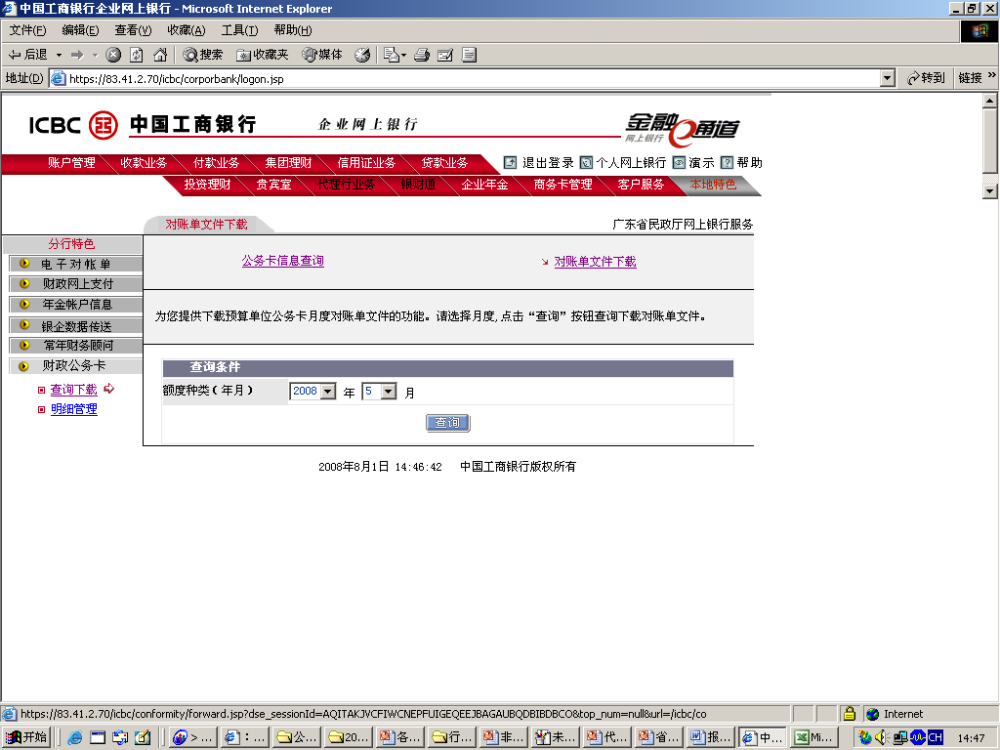 中国工商银行企业网上银行 - Microsoft Internet Explorer
文件(F) 编辑(E) 查看(V) 收藏(A) 工具(T) 帮助(H)
后退 搜索 收藏夹 媒体
地址(D) https://83.41.2.70/icbc/corporbank/logon.jsp 转到 链接 »
ICBC 中国工商银行 企业网上银行 金融e通道
网上银行
账户管理 收款业务 付款业务 集团理财 信用证业务 贷款业务 退出登录 个人网上银行 演示 帮助
投资理财 贵宾室 代理行业务 银财通 企业年金 商务卡管理 客户服务 本地特色
对账单文件下载 广东省民政厅网上银行服务
分行特色
电子对帐单
财政网上支付
年金帐户信息
银企数据传送
常年财务顾问
财政公务卡
查询下载
明细管理
公务卡信息查询 对账单文件下载
为您提供下载预算单位公务卡月度对账单文件的功能。请选择月度,点击“查询”按钮查询下载对账单文件。
查询条件
额度种类(年月) 2008 年 5 月
查询
2008年8月1日 14:46:42 中国工商银行版权所有
https://83.41.2.70/icbc/conformity/forward.jsp?dse_sessionId=AQITAKJVCFIWCNEPFUIGEQEEJBAGAUBQDBIBDBCO&top_num=null&url=/icbc/co Internet
开始 >... : ... 公... 20... 各... 行... 非... 未... 代... 省... 报... 中... Mi... CH 14:47